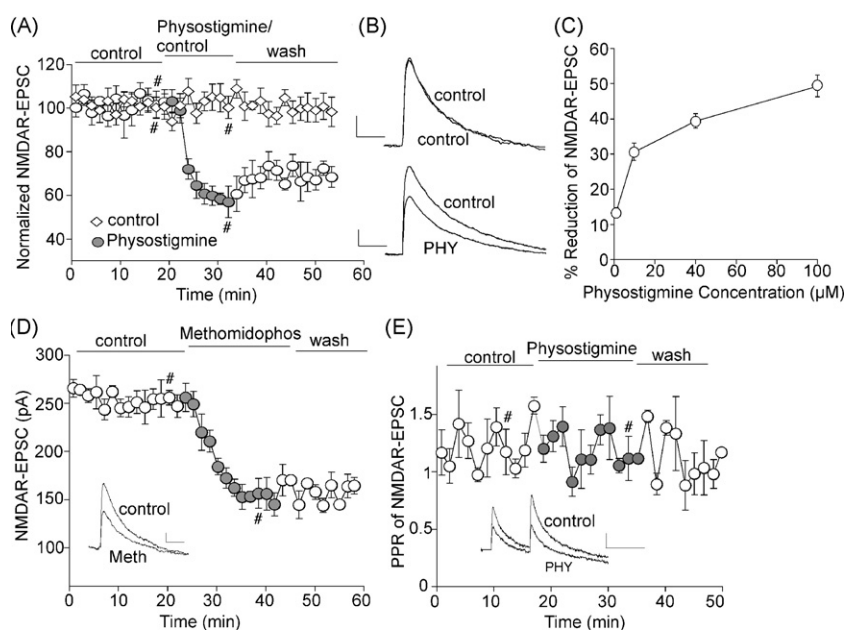 (A)
Physostigmine/
control
control
wash
Normalized NMDAR-EPSC
120
100
80
60
40
#
#
#
#
control
Physostigmine
0 10 20 30 40 50 60
Time (min)
(B)
control
control
control
PHY
(C)
% Reduction of NMDAR-EPSC
60
50
40
30
20
10
0
0 20 40 60 80 100
Physostigmine Concentration (µM)
(D)
control
Methomidophos
wash
NMDAR-EPSC (pA)
300
250
200
150
100
#
#
control
Meth
0 10 20 30 40 50 60
Time (min)
(E)
control
Physostigmine
wash
PPR of NMDAR-EPSC
1.5
1
0.5
0
#
#
control
PHY
0 10 20 30 40 50
Time (min)